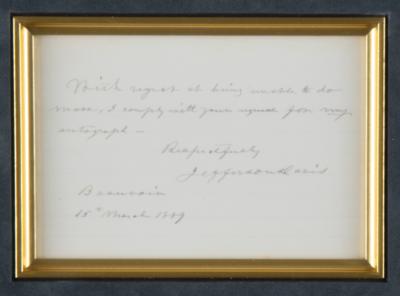 With regret at being unable to do
more, I comply with your request for my
autograph —
Respectfully
Jefferson Davis
Beauvoir
15th March 1889